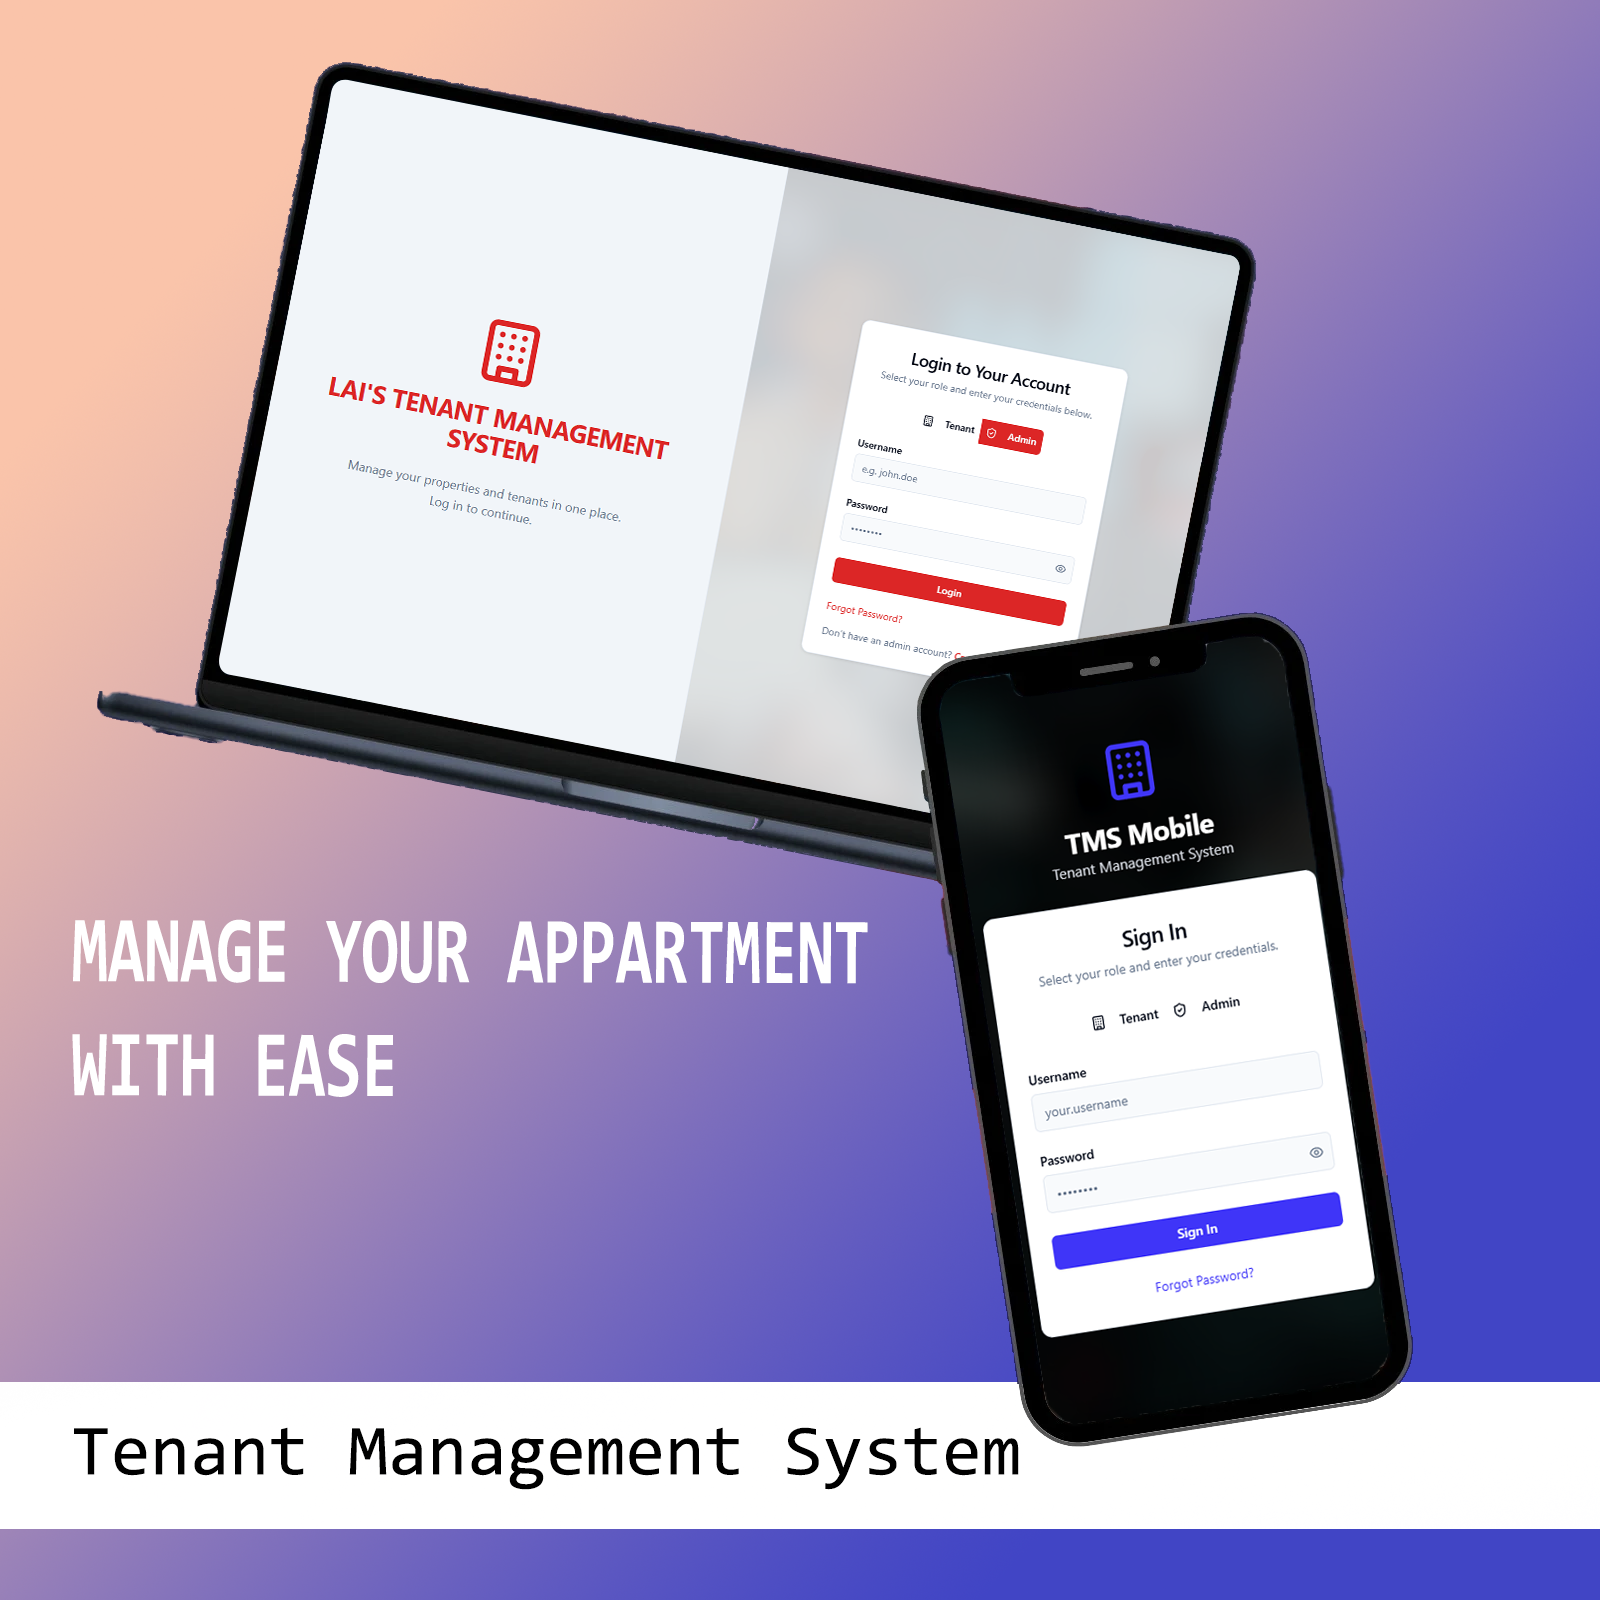 LAI'S TENANT MANAGEMENT
SYSTEM
Manage your properties and tenants in one place.
Log in to continue.
Login to Your Account
Select your role and enter your credentials below.
Tenant Admin
Username
e.g. john.doe
Password
Login
Forgot Password?
Don't have an admin account?
TMS Mobile
Tenant Management System
Sign In
Select your role and enter your credentials.
Tenant Admin
Username
your.username
Password
Sign In
Forgot Password?
MANAGE YOUR APPARTMENT
WITH EASE
Tenant Management System